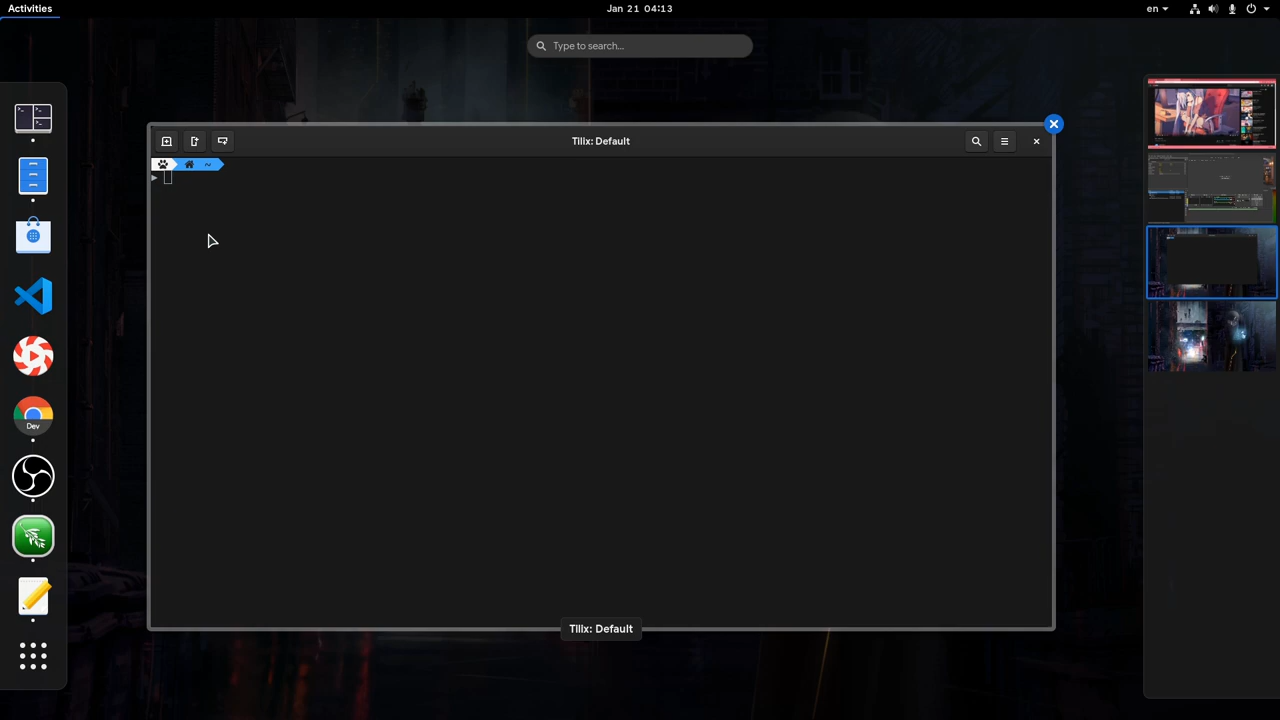 Activities
Jan 21 04:13
en
Type to search...
Tilix: Default
~
Dev
Tilix: Default